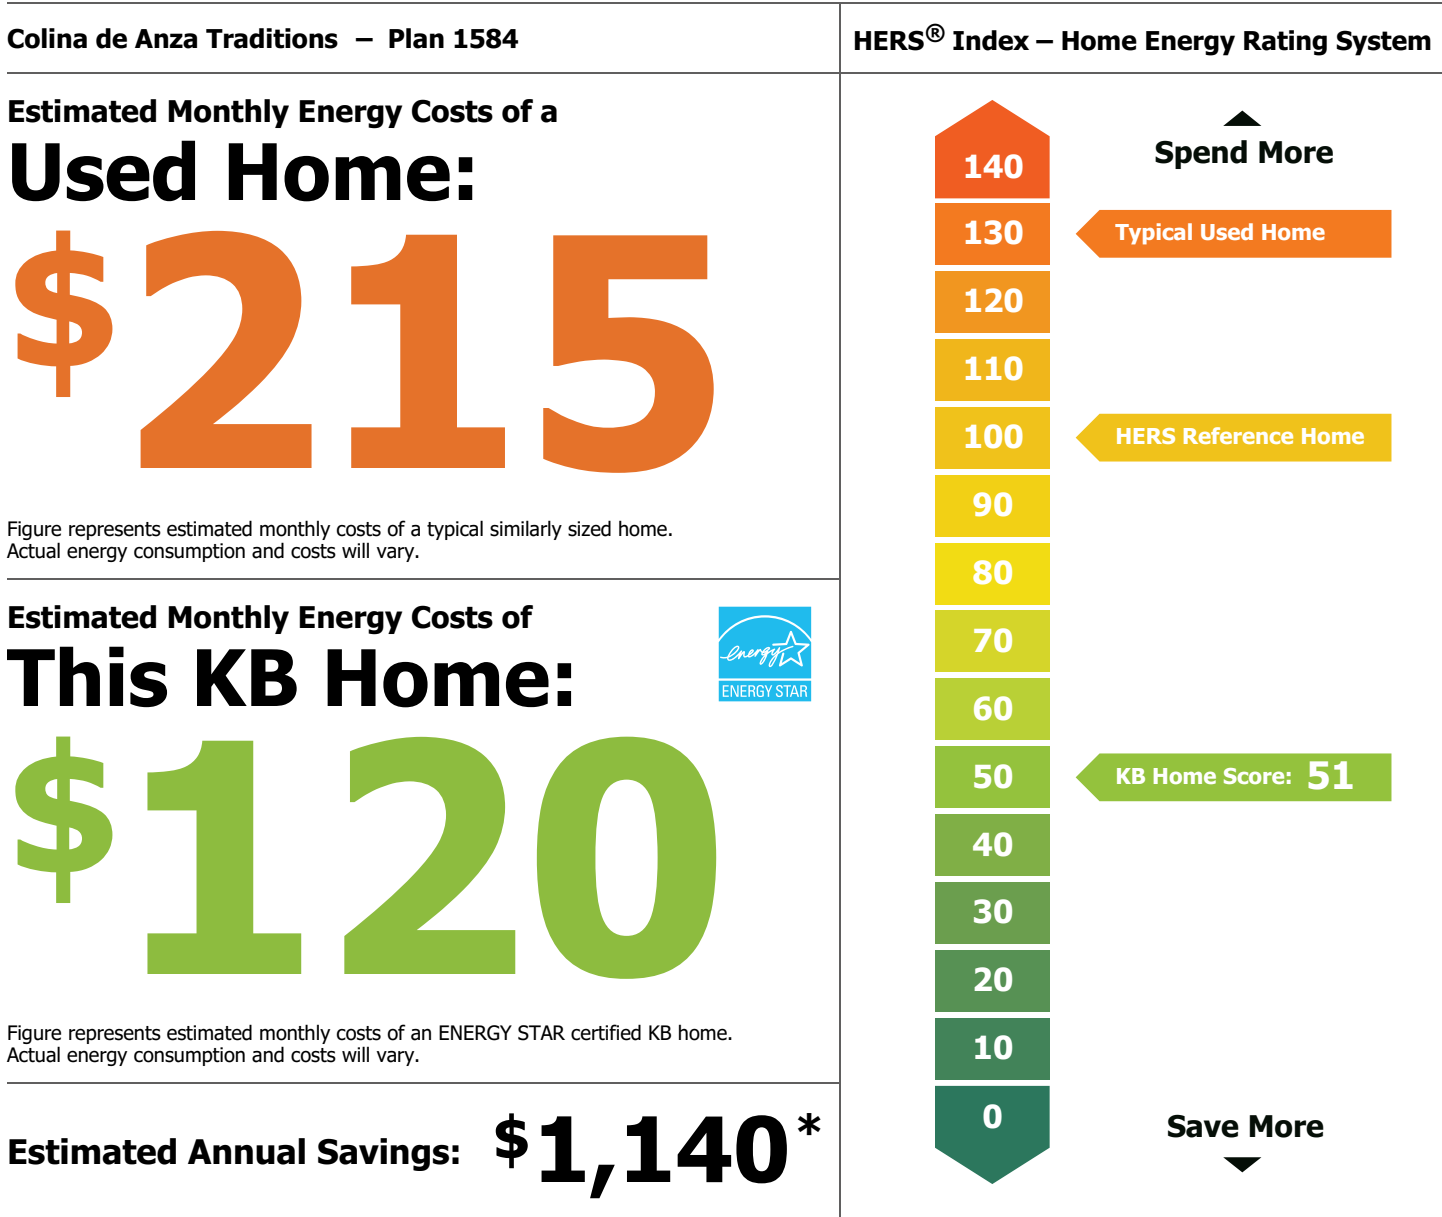 Colina de Anza Traditions – Plan 1584
Estimated Monthly Energy Costs of a
Used Home:
$215
Figure represents estimated monthly costs of a typical similarly sized home.
Actual energy consumption and costs will vary.
Estimated Monthly Energy Costs of
This KB Home:
energy
ENERGY STAR
$120
Figure represents estimated monthly costs of an ENERGY STAR certified KB home.
Actual energy consumption and costs will vary.
Estimated Annual Savings: $1,140*
HERS® Index – Home Energy Rating System
Spend More
140
130 Typical Used Home
120
110
100 HERS Reference Home
90
80
70
60
50 KB Home Score: 51
40
30
20
10
0
Save More